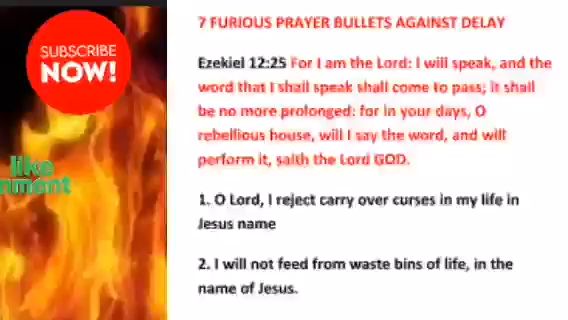 SUBSCRIBE
NOW!
like
7 FURIOUS PRAYER BULLETS AGAINST DELAY
Ezekiel 12:25 For I am the Lord: I will speak, and the
word that I shall speak shall come to pass; it shall
be no more prolonged: for in your days, O
rebellious house, will I say the word, and will
perform it, saith the Lord GOD.
1. O Lord, I reject carry over curses in my life in
Jesus name
2. I will not feed from waste bins of life, in the
name of Jesus.